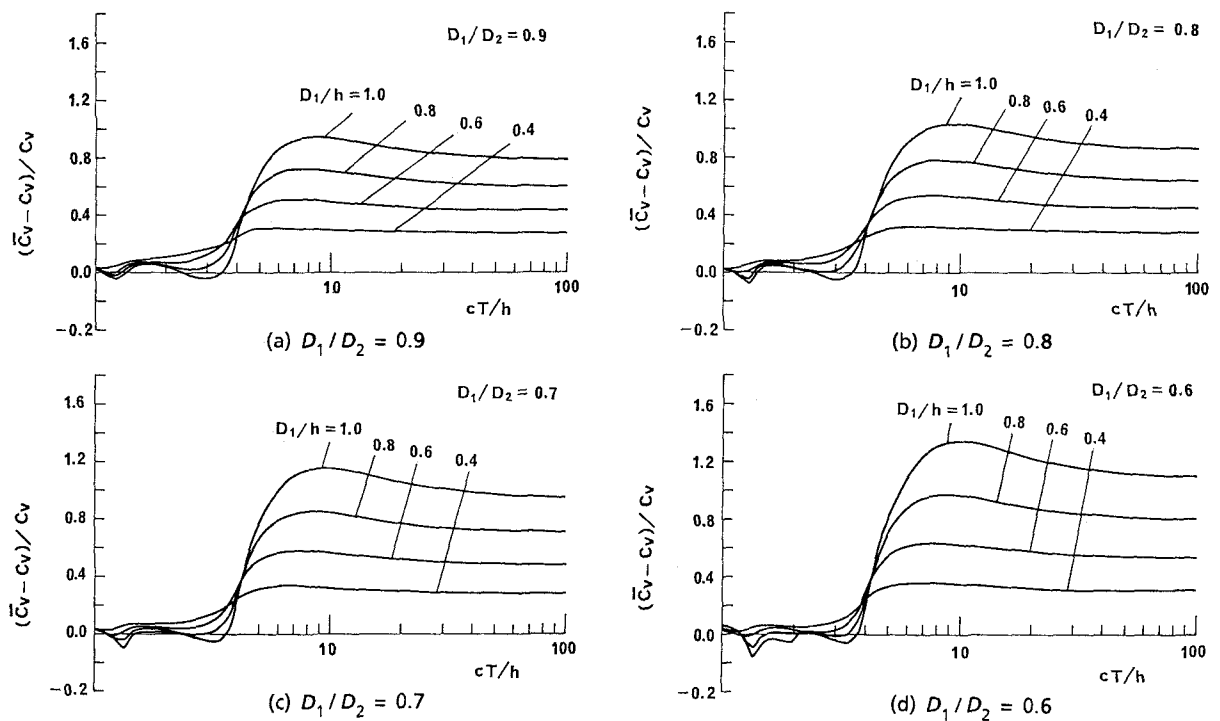 D₁/D₂ = 0.9
1.6
1.2
0.8
0.4
0.0
−0.2
(C̅v − Cv) / Cv
D₁/h = 1.0
0.8
0.6
0.4
10
100
cT/h
(a) D₁/D₂ = 0.9
D₁/D₂ = 0.8
1.6
1.2
0.8
0.4
0.0
−0.2
(C̅v − Cv) / Cv
D₁/h = 1.0
0.8
0.6
0.4
10
100
cT/h
(b) D₁/D₂ = 0.8
D₁/D₂ = 0.7
1.6
1.2
0.8
0.4
0.0
−0.2
(C̅v − Cv) / Cv
D₁/h = 1.0
0.8
0.6
0.4
10
100
cT/h
(c) D₁/D₂ = 0.7
D₁/D₂ = 0.6
1.6
1.2
0.8
0.4
0.0
−0.2
(C̅v − Cv) / Cv
D₁/h = 1.0
0.8
0.6
0.4
10
100
cT/h
(d) D₁/D₂ = 0.6